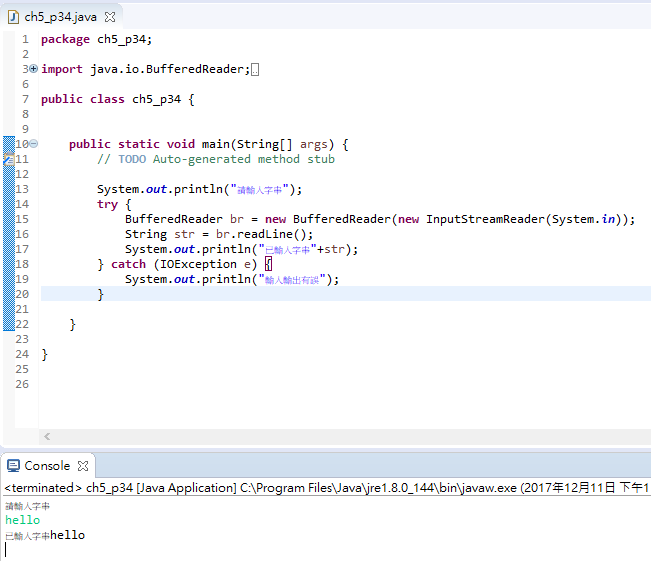 ch5_p34.java
1 package ch5_p34;
2
3 import java.io.BufferedReader;
6
7 public class ch5_p34 {
8
9
10 public static void main(String[] args) {
11 // TODO Auto-generated method stub
12
13 System.out.println("請輸入字串");
14 try {
15 BufferedReader br = new BufferedReader(new InputStreamReader(System.in));
16 String str = br.readLine();
17 System.out.println("已輸入字串"+str);
18 } catch (IOException e) {
19 System.out.println("輸入輸出有誤");
20 }
21
22 }
23
24 }
25
26
Console
<terminated> ch5_p34 [Java Application] C:\Program Files\Java\jre1.8.0_144\bin\javaw.exe (2017年12月11日 下午1
請輸入字串
hello
已輸入字串hello